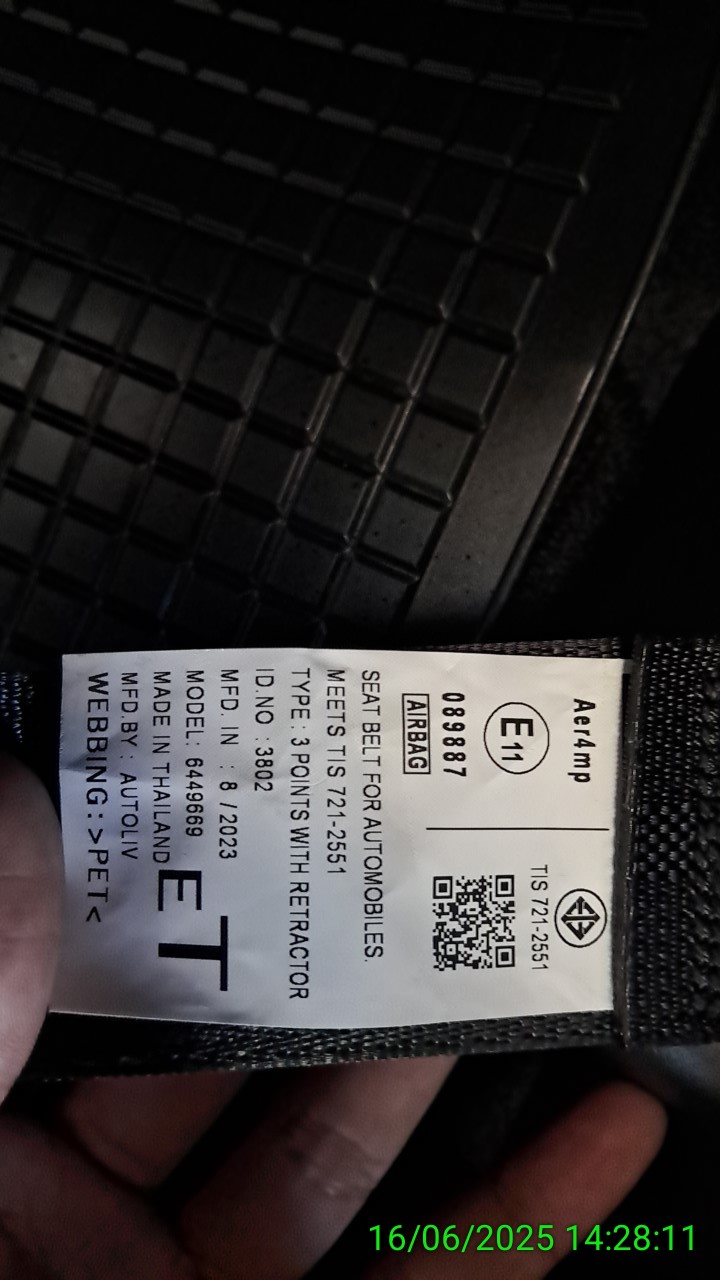 Aer4mp
E11
089887
AIRBAG
TIS 721-2551
SEAT BELT FOR AUTOMOBILES.
MEETS TIS 721-2551
TYPE : 3 POINTS WITH RETRACTOR
ID.NO : 3802
MFD. IN : 8 / 2023
MODEL: 6449669
MADE IN THAILAND
MFD.BY : AUTOLIV
WEBBING:>PET<
ET
16/06/2025 14:28:11